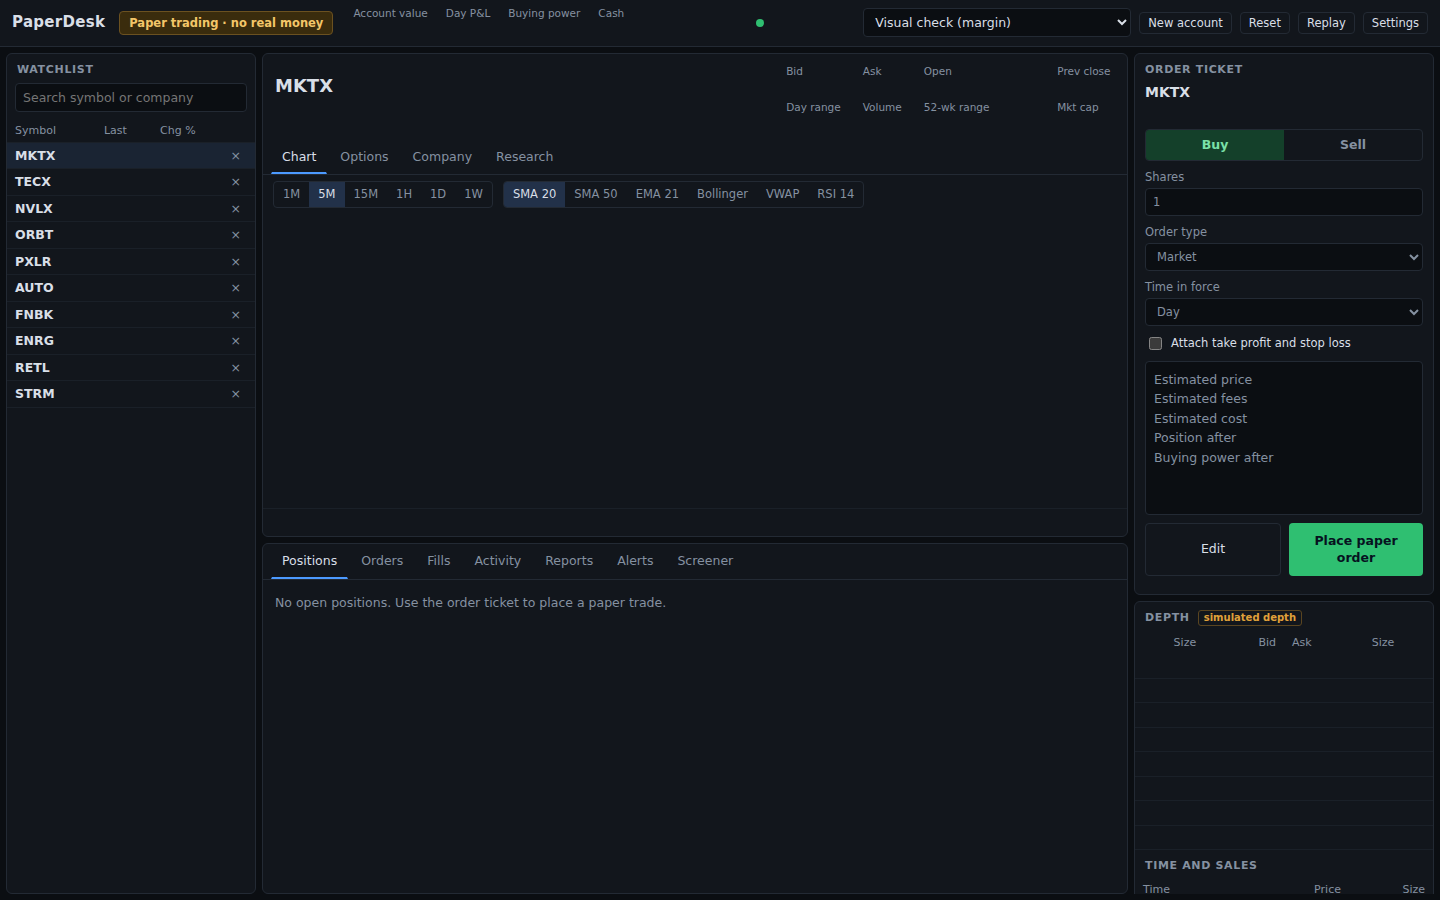 PaperDesk
Paper trading · no real money
Account value Day P&L Buying power Cash
Visual check (margin)
New account
Reset
Replay
Settings
WATCHLIST
Search symbol or company
Symbol Last Chg %
MKTX ×
TECX ×
NVLX ×
ORBT ×
PXLR ×
AUTO ×
FNBK ×
ENRG ×
RETL ×
STRM ×
MKTX
Bid Ask Open Prev close
Day range Volume 52-wk range Mkt cap
Chart Options Company Research
1M 5M 15M 1H 1D 1W
SMA 20 SMA 50 EMA 21 Bollinger VWAP RSI 14
Positions Orders Fills Activity Reports Alerts Screener
No open positions. Use the order ticket to place a paper trade.
ORDER TICKET
MKTX
Buy Sell
Shares
1
Order type
Market
Time in force
Day
Attach take profit and stop loss
Estimated price
Estimated fees
Estimated cost
Position after
Buying power after
Edit
Place paper
order
DEPTH simulated depth
Size Bid Ask Size
TIME AND SALES
Time Price Size